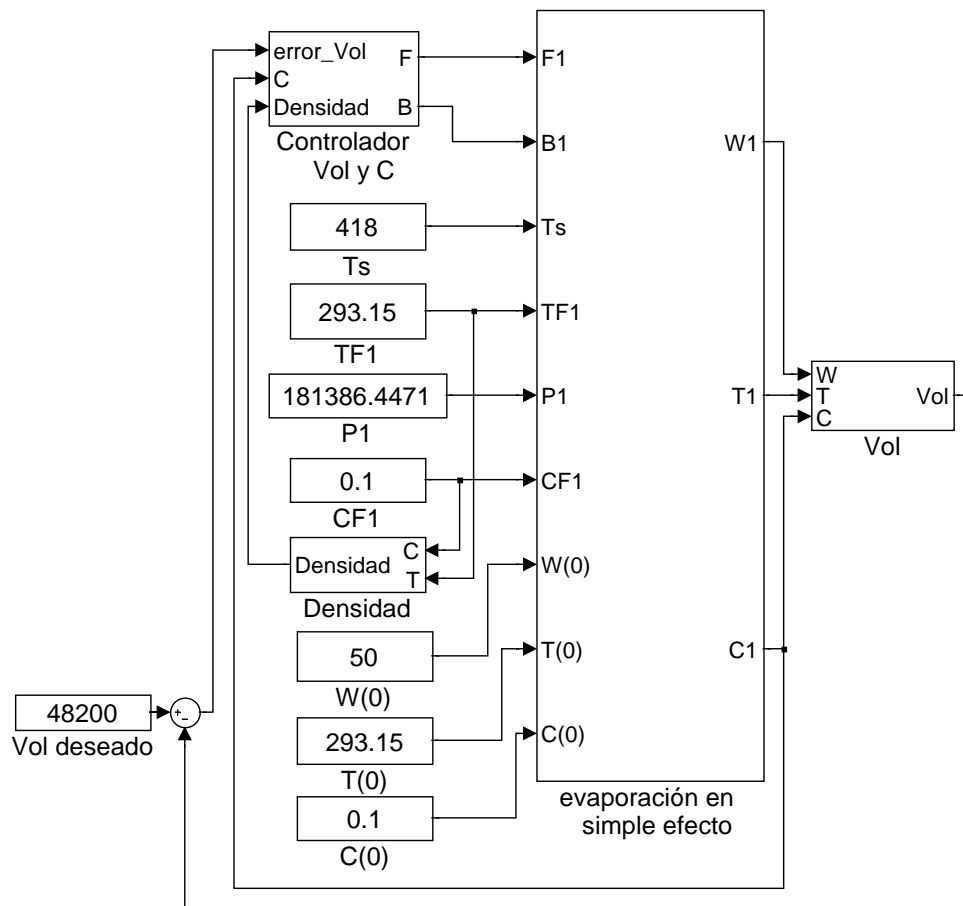 error_Vol
C
Densidad
F
B
Controlador
Vol y C
418
Ts
293.15
TF1
181386.4471
P1
0.1
CF1
Densidad
C
T
Densidad
50
W(0)
293.15
T(0)
0.1
C(0)
48200
Vol deseado
+
−
F1
B1
Ts
TF1
P1
CF1
W(0)
T(0)
C(0)
W1
T1
C1
evaporación en
simple efecto
W
T
C
Vol
Vol